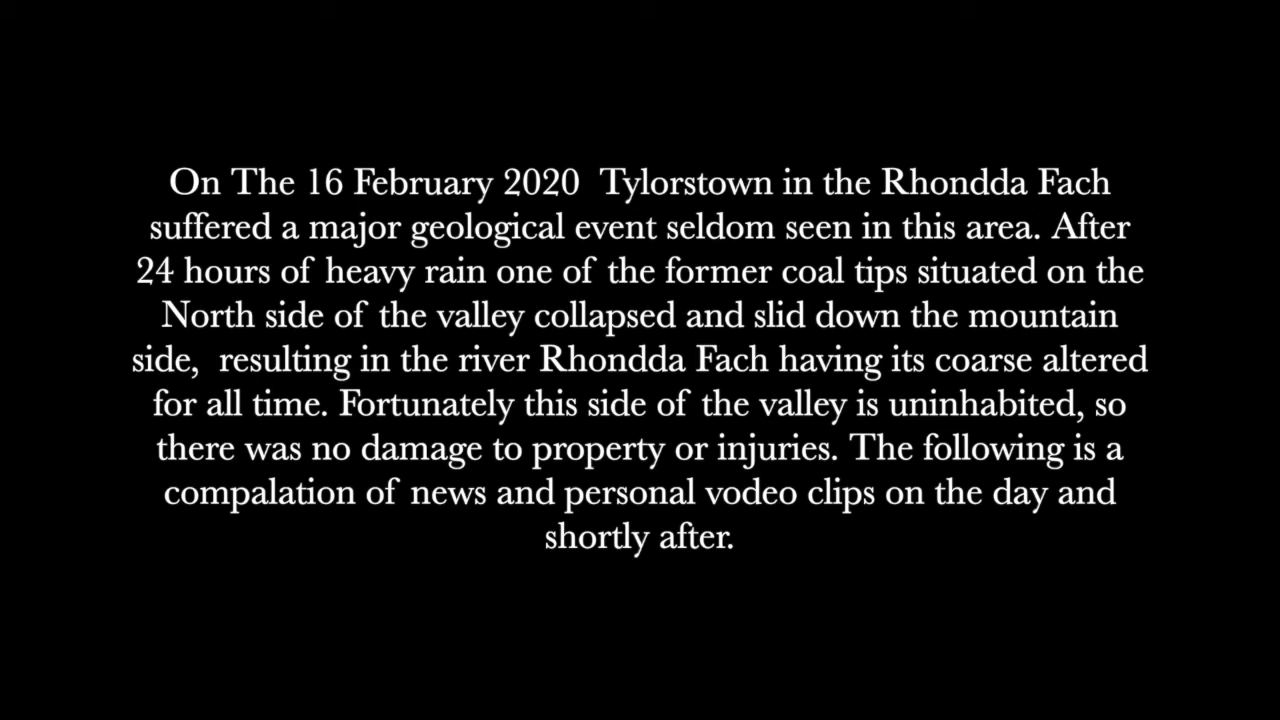 On The 16 February 2020  Tylorstown in the Rhondda Fach
suffered a major geological event seldom seen in this area. After
24 hours of heavy rain one of the former coal tips situated on the
North side of the valley collapsed and slid down the mountain
side,  resulting in the river Rhondda Fach having its coarse altered
for all time. Fortunately this side of the valley is uninhabited, so
there was no damage to property or injuries. The following is a
compalation of news and personal vodeo clips on the day and
shortly after.